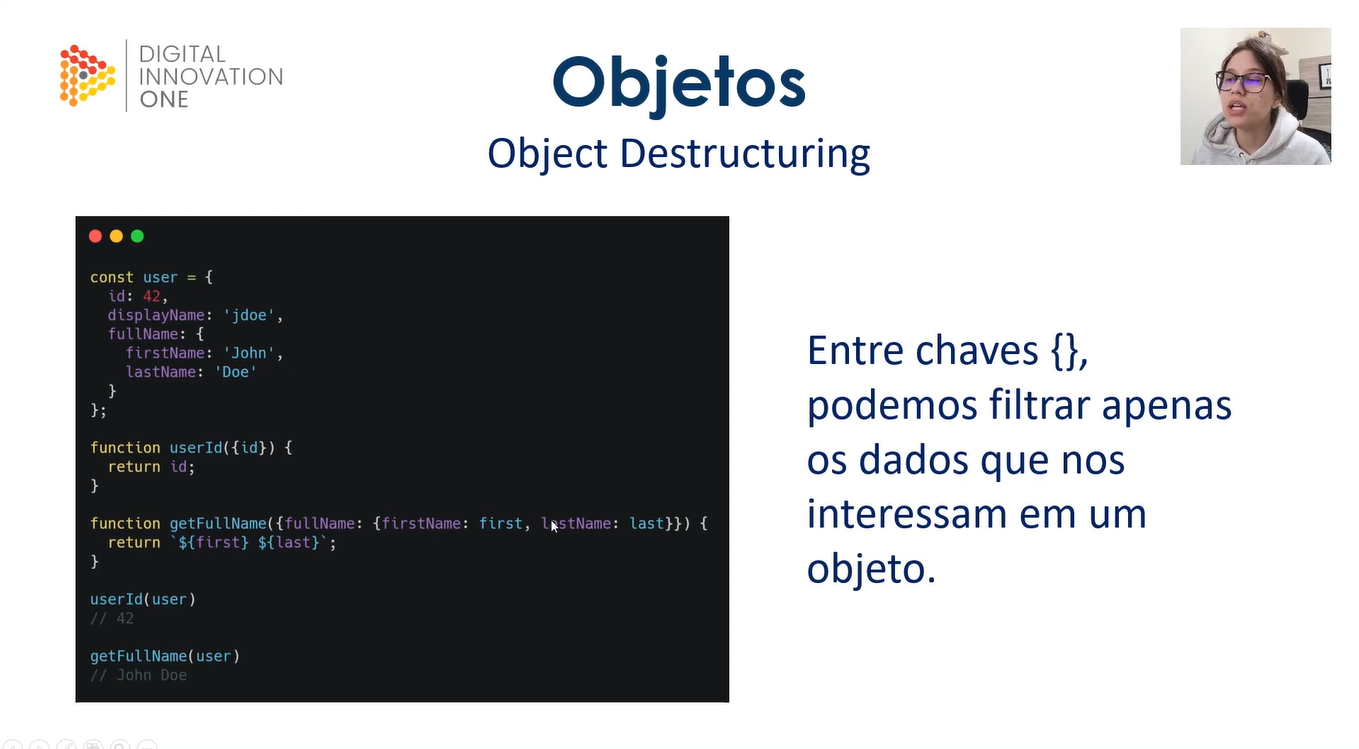 DIGITAL
INNOVATION
ONE
Objetos
Object Destructuring
const user = {
  id: 42,
  displayName: 'jdoe',
  fullName: {
    firstName: 'John',
    lastName: 'Doe'
  }
};
function userId({id}) {
  return id;
}
function getFullName({fullName: {firstName: first, lastName: last}}) {
  return `${first} ${last}`;
}
userId(user)
// 42
getFullName(user)
// John Doe
Entre chaves {},
podemos filtrar apenas
os dados que nos
interessam em um
objeto.